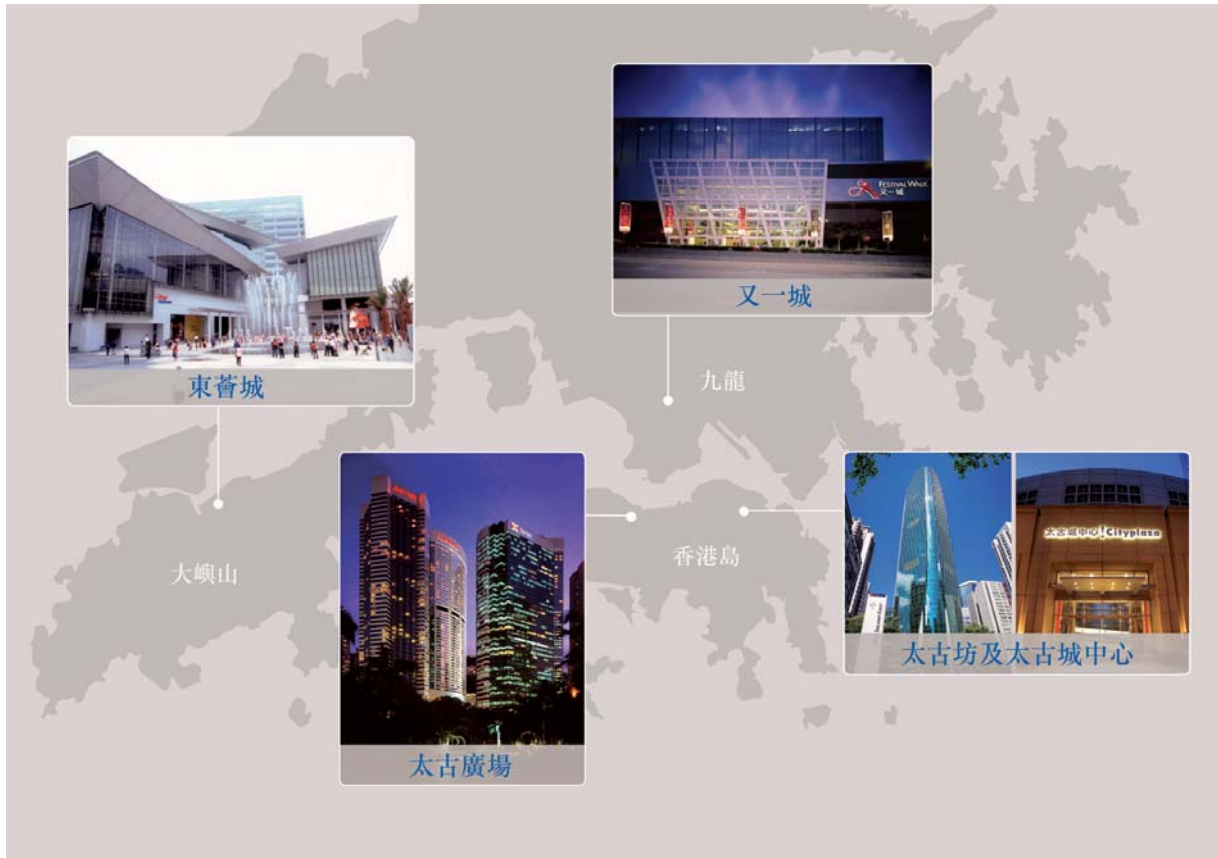 FESTIVAL WALK
又一城
又一城
東薈城
九龍
大嶼山
香港島
太古城中心 Cityplaza
太古坊及太古城中心
太古廣場